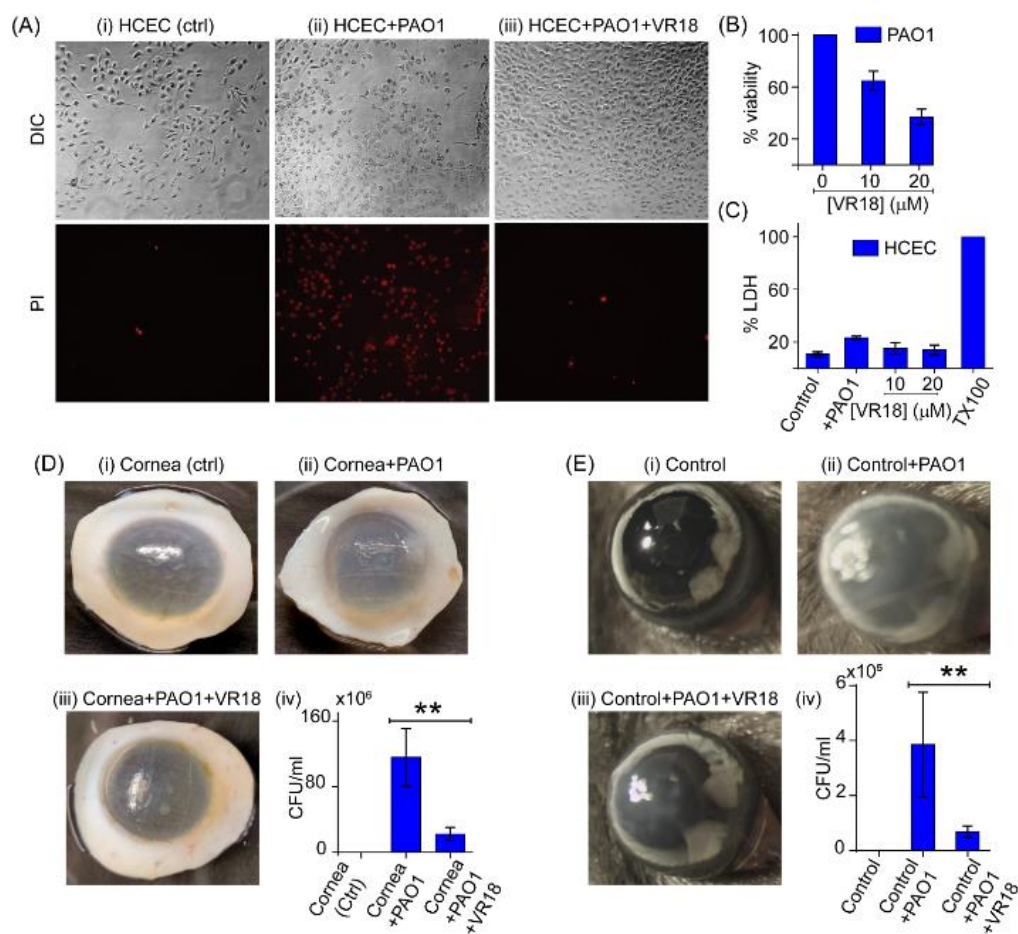 (A)
(i) HCEC (ctrl)
(ii) HCEC+PAO1
(iii) HCEC+PAO1+VR18
DIC
PI
(B)
100
60
20
% viability
PAO1
0 10 20
[VR18] (μM)
(C)
100
60
20
% LDH
HCEC
Control
+PAO1
10 20
[VR18] (μM)
TX100
(D)
(i) Cornea (ctrl)
(ii) Cornea+PAO1
(iii) Cornea+PAO1+VR18
(iv)
x10⁶
160
80
0
CFU/ml
**
Cornea
(Ctrl)
Cornea
+PAO1
Cornea
+PAO1
+VR18
(E)
(i) Control
(ii) Control+PAO1
(iii) Control+PAO1+VR18
(iv)
x10⁵
6
4
2
0
CFU/ml
**
Control
Control
+PAO1
Control
+PAO1
+VR18